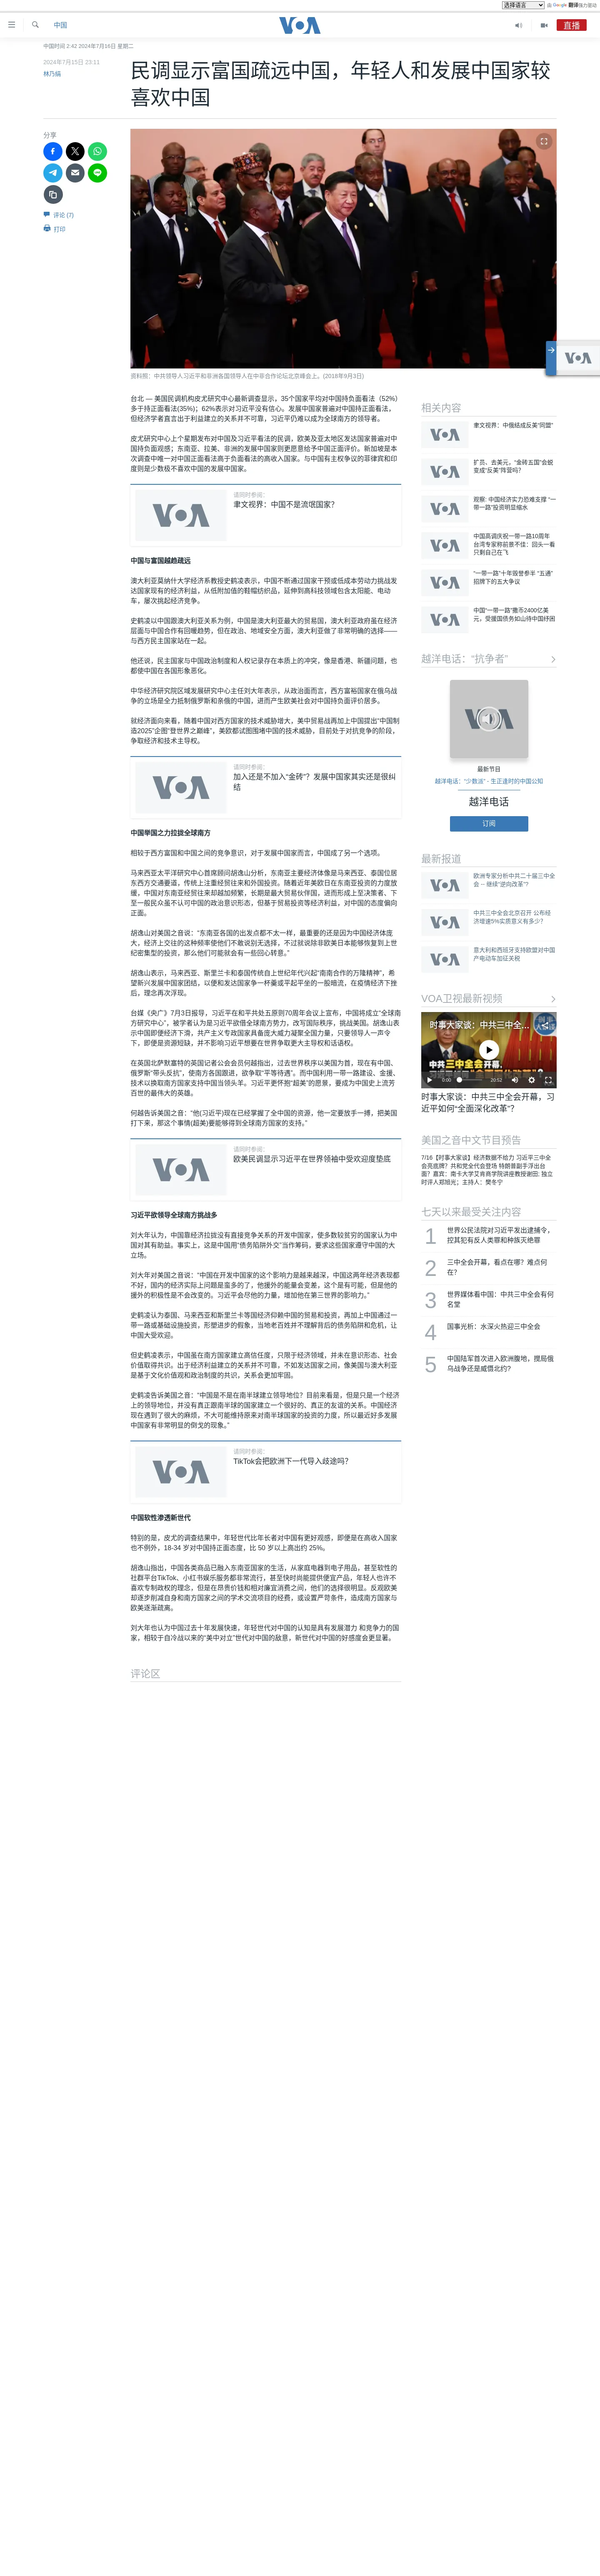 选择语言
由 Google 翻译强力驱动
中国
VOA
直播
中国时间 2:42 2024年7月16日 星期二
2024年7月15日 23:11
林乃绢
民调显示富国疏远中国，年轻人和发展中国家较
喜欢中国
分享
评论 (7)
打印
资料照：中共领导人习近平和非洲各国领导人在中非合作论坛北京峰会上。(2018年9月3日)
台北 — 美国民调机构皮尤研究中心最新调查显示，35个国家平均对中国持负面看法（52%)
多于持正面看法(35%)；62%表示对习近平没有信心。发展中国家普遍对中国持正面看法，
但经济学者直言出于利益建立的关系并不可靠，习近平仍难以成为全球南方的领导者。
皮尤研究中心上个星期发布对中国及习近平看法的民调，欧美及亚太地区发达国家普遍对中
国持负面观感；东南亚、拉美、非洲的发展中国家则更愿意给予中国正面评价。新加坡是本
次调查中唯一对中国正面看法高于负面看法的高收入国家。与中国有主权争议的菲律宾和印
度则是少数极不喜欢中国的发展中国家。
VOA
请同时参阅：
聿文视界：中国不是流氓国家？
中国与富国越趋疏远
澳大利亚莫纳什大学经济系教授史鹤凌表示，中国不断通过国家干预或低成本劳动力挑战发
达国家现有的经济利益，从低附加值的鞋帽纺织品，延伸到高科技领域包含太阳能、电动
车，屡次挑起经济竞争。
史鹤凌以中国跟澳大利亚关系为例，中国是澳大利亚最大的贸易国，澳大利亚政府虽在经济
层面与中国合作有回暖趋势，但在政治、地域安全方面，澳大利亚做了非常明确的选择——
与西方民主国家站在一起。
他还说，民主国家与中国政治制度和人权记录存在本质上的冲突，像是香港、新疆问题，也
都使中国在各国形象恶化。
中华经济研究院区域发展研究中心主任刘大年表示，从政治面而言，西方富裕国家在俄乌战
争的立场是全力抵制俄罗斯和亲俄的中国，进而产生欧美社会对中国持负面评价居多。
就经济面向来看，随着中国对西方国家的技术威胁增大，美中贸易战再加上中国提出“中国制
造2025”企图“登世界之巅峰”，美欧都试图围堵中国的技术威胁，目前处于对抗竞争的阶段，
争取经济和技术主导权。
VOA
请同时参阅：
加入还是不加入“金砖”？发展中国家其实还是很纠
结
中国举国之力拉拢全球南方
相较于西方富国和中国之间的竞争意识，对于发展中国家而言，中国成了另一个选项。
马来西亚太平洋研究中心首席顾问胡逸山分析，东南亚主要经济体像是马来西亚、泰国位居
东西方交通要道，传统上注重经贸往来和外国投资。随着近年美欧日在东南亚投资的力度放
缓，中国对东南亚经贸往来却越加频繁，长期是最大贸易伙伴，进而形成上至决策者、下
至一般民众虽不认可中国的政治意识形态，但基于贸易投资等经济利益，对中国的态度偏向
正面。
胡逸山对美国之音说：“东南亚各国的出发点都不太一样，最重要的还是因为中国经济体庞
大，经济上交往的这种频率使他们不敢说别无选择，不过就说除非欧美日本能够恢复到上世
纪密集型的投资，那么他们可能就会有一些回心转意。”
胡逸山表示，马来西亚、斯里兰卡和泰国传统自上世纪年代兴起“南南合作的万隆精神”，希
望新兴发展中国家团结，以便和发达国家争一杯羹或平起平坐的一股暗流，在疫情经济下挫
后，理念再次浮现。
台媒《央广》7月3日报导，习近平在和平共处五原则70周年会议上宣布，中国将成立“全球南
方研究中心”，被学者认为是习近平欲借全球南方势力，改写国际秩序，挑战美国。胡逸山表
示中国即便经济下滑，共产主义专政国家具备庞大威力凝聚全国力量，只要领导人一声令
下，即便是资源短缺，并不影响习近平想要在世界争取更大主导权和话语权。
在英国北萨默塞特的英国记者公会会员何越指出，过去世界秩序以美国为首，现在有中国、
俄罗斯“带头反抗”，使南方各国跟进，欲争取“平等待遇”。而中国利用一带一路建设、金援、
技术以换取南方国家支持中国当领头羊。习近平更怀抱“超美”的愿景，要成为中国史上流芳
百世的最伟大的英雄。
何越告诉美国之音：“他(习近平)现在已经掌握了全中国的资源，他一定要放手一搏，把美国
打下来，那这个事情(超美)要能够得到全球南方国家的支持。”
VOA
请同时参阅：
欧美民调显示习近平在世界领袖中受欢迎度垫底
习近平欲领导全球南方挑战多
刘大年认为，中国靠经济拉拢没有直接竞争关系的开发中国家，使多数较贫穷的国家认为中
国对其有助益。事实上，这是中国用“债务陷阱外交”当作筹码，要求这些国家遵守中国的大
立场。
刘大年对美国之音说：“中国在开发中国家的这个影响力是越来越深，中国这两年经济表现都
不好，国内的经济实际上问题是蛮多的了，他援外的能量会变差，这个是有可能，但是他的
援外的积极性是不会改变的。习近平会尽他的力量，增加他在第三世界的影响力。”
史鹤凌认为泰国、马来西亚和斯里兰卡等国经济仰赖中国的贸易和投资，再加上中国通过一
带一路或基础设施投资，形塑进步的假象，当地老百姓并不理解背后的债务陷阱和危机，让
中国大受欢迎。
但史鹤凌表示，中国虽在南方国家建立高信任度，只限于经济领域，并未在意识形态、社会
价值取得共识。出于经济利益建立的关系并不可靠，不如发达国家之间，像美国与澳大利亚
是基于文化价值观和政治制度的共识，关系会更加牢固。
史鹤凌告诉美国之音：“中国是不是在南半球建立领导地位？目前来看是，但是只是一个经济
上的领导地位，并没有真正跟南半球的国家建立一个很好的、真正的友谊的关系。中国经济
现在遇到了很大的麻烦，不大可能维持原来对南半球国家的投资的力度，所以最近好多发展
中国家有非常明显的倒戈的现象。”
VOA
请同时参阅：
TikTok会把欧洲下一代导入歧途吗？
中国软性渗透新世代
特别的是，皮尤的调查结果中，年轻世代比年长者对中国有更好观感，即便是在高收入国家
也不例外，18-34 岁对中国持正面态度，比 50 岁以上高出约 25%。
胡逸山指出，中国各类商品已融入东南亚国家的生活，从家庭电器到电子用品，甚至软性的
社群平台TikTok、小红书娱乐服务都非常流行，甚至快时尚能提供便宜产品，年轻人也许不
喜欢专制政权的理念，但是在昂贵价钱和相对廉宜消费之间，他们的选择很明显。反观欧美
却逐步削减自身和南方国家之间的学术交流项目的经费，或设置严苛条件，造成南方国家与
欧美逐渐疏离。
刘大年也认为中国过去十年发展快速，年轻世代对中国的认知是具有发展潜力 和竞争力的国
家，相较于自冷战以来的“美中对立”世代对中国的敌意，新世代对中国的好感度会更显著。
评论区
VOA
相关内容
VOA
聿文视界：中俄结成反美“同盟”
VOA
扩员、去美元，“金砖五国”会蜕
变成“反美”阵营吗？
VOA
观察: 中国经济实力恐难支撑 “一
带一路”投资明显缩水
VOA
中国高调庆祝一带一路10周年
台湾专家称前景不佳：回头一看
只剩自己在飞
VOA
“一带一路”十年毁誉参半 “五通”
招牌下的五大争议
VOA
中国“一带一路”撒币2400亿美
元，受援国债务如山待中国纾困
越洋电话：“抗争者”
VOA
最新节目
越洋电话：“少数派” - 生正逢时的中国公知
越洋电话
订阅
最新报道
VOA
欧洲专家分析中共二十届三中全
会 -- 继续“逆向改革”?
VOA
中共三中全会北京召开 公布经
济增速5%实质意义有多少？
VOA
意大利和西班牙支持欧盟对中国
产电动车加征关税
VOA卫视最新视频
时事大家谈：中共三中全...
中共三中全会开幕,
0:00
20:52
时事大家谈：中共三中全会开幕，习
近平如何“全面深化改革”？
美国之音中文节目预告
7/16【时事大家谈】经济数据不给力 习近平三中全
会亮底牌？共和党全代会登场 特朗普副手浮出台
面？嘉宾：南卡大学艾肯商学院讲座教授谢田; 独立
时评人郑旭光；主持人：樊冬宁
七天以来最受关注内容
1
世界公民法院对习近平发出逮捕令，
控其犯有反人类罪和种族灭绝罪
2
三中全会开幕，看点在哪？难点何
在？
3
世界媒体看中国：中共三中全会有何
名堂
4
国事光析：水深火热迎三中全会
5
中国陆军首次进入欧洲腹地，搅局俄
乌战争还是威慑北约?